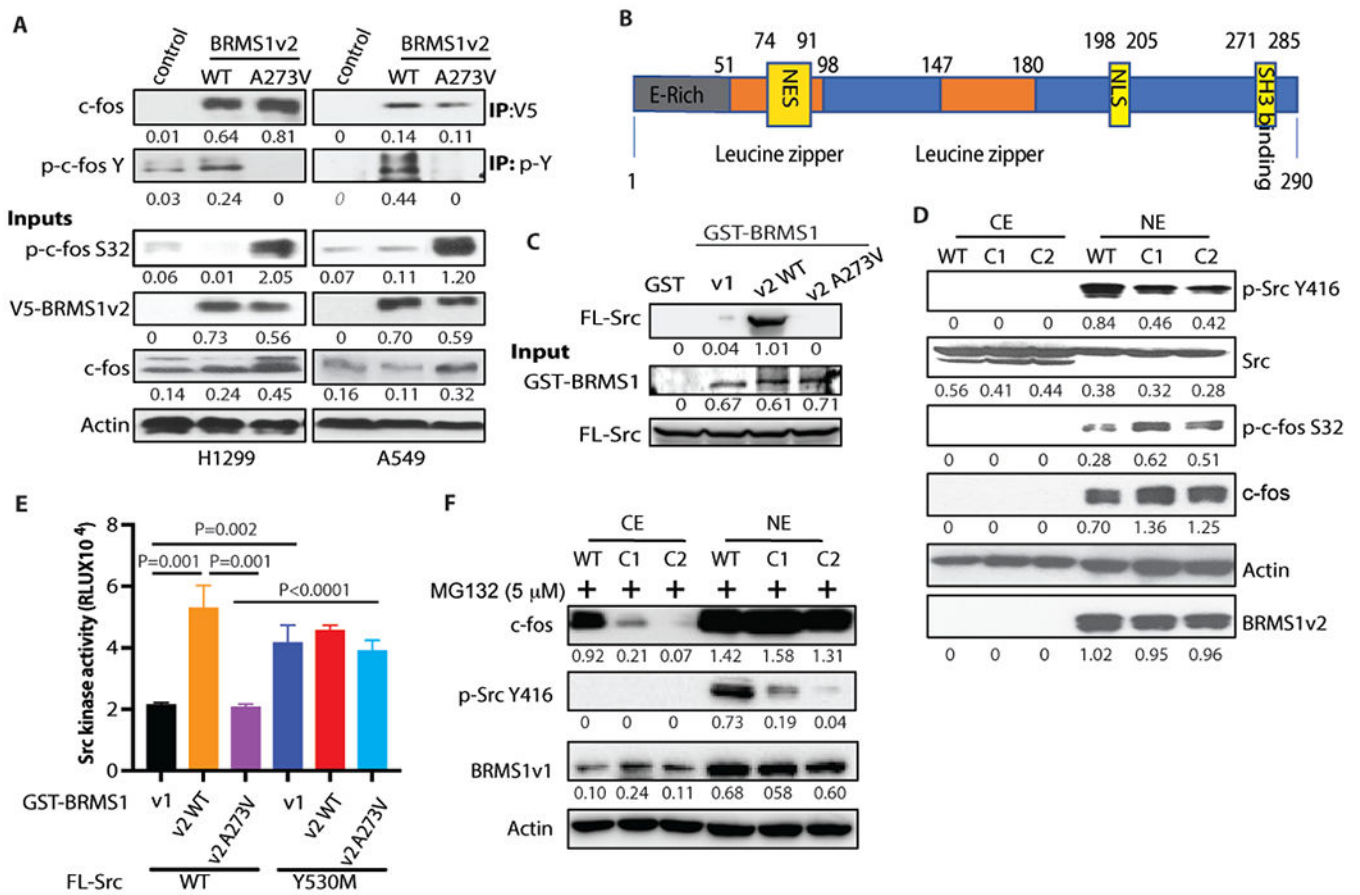 A
control
BRMS1v2
WT A273V
control
BRMS1v2
WT A273V
c-fos
IP:V5
0.01 0.64 0.81 0 0.14 0.11
p-c-fos Y
IP: p-Y
0.03 0.24 0 0 0.44 0
Inputs
p-c-fos S32
0.06 0.01 2.05 0.07 0.11 1.20
V5-BRMS1v2
0 0.73 0.56 0 0.70 0.59
c-fos
0.14 0.24 0.45 0.16 0.11 0.32
Actin
H1299 A549
B
74 91 198 205 271 285
51 98 147 180
E-Rich
NES
NLS
SH3 binding
Leucine zipper Leucine zipper
1 290
C
GST-BRMS1
GST v1 v2 WT v2 A273V
FL-Src
0 0.04 1.01 0
Input
GST-BRMS1
0 0.67 0.61 0.71
FL-Src
D
CE NE
WT C1 C2 WT C1 C2
p-Src Y416
0 0 0 0.84 0.46 0.42
Src
0.56 0.41 0.44 0.38 0.32 0.28
p-c-fos S32
0 0 0 0.28 0.62 0.51
c-fos
0 0 0 0.70 1.36 1.25
Actin
BRMS1v2
0 0 0 1.02 0.95 0.96
E
Src kinase activity (RLUX10 4)
8
6
4
2
0
P=0.002
P=0.001 P=0.001
P<0.0001
GST-BRMS1
v1 v2 WT v2A273V v1 v2 WT v2A273V
FL-Src WT Y530M
F
CE NE
WT C1 C2 WT C1 C2
MG132 (5 μM) + + + + + +
c-fos
0.92 0.21 0.07 1.42 1.58 1.31
p-Src Y416
0 0 0 0.73 0.19 0.04
BRMS1v1
0.10 0.24 0.11 0.68 058 0.60
Actin